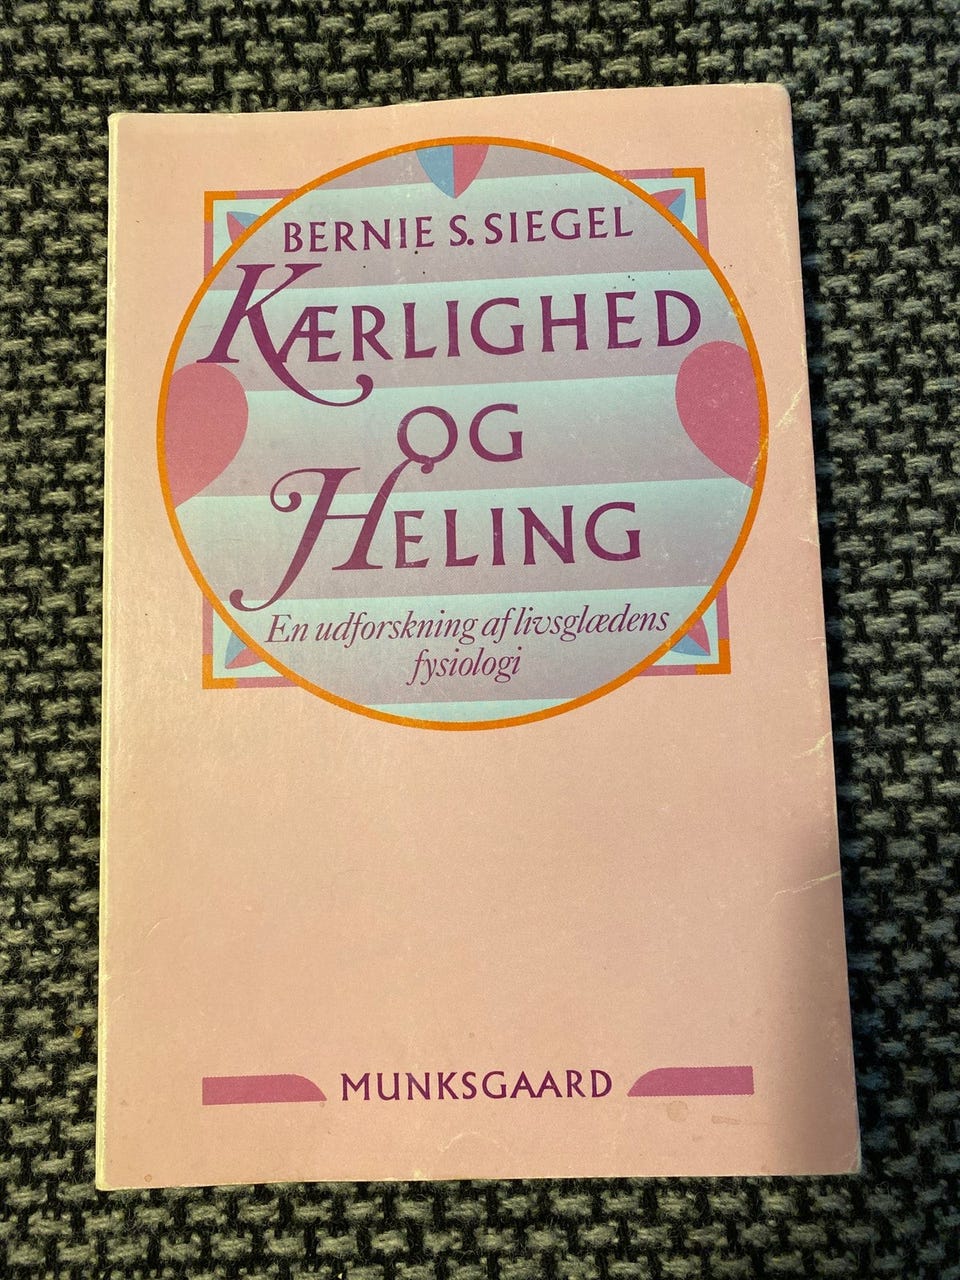 BERNIE S. SIEGEL
KÆRLIGHED
OG
HELING
En udforskning af livsglædens
fysiologi
MUNKSGAARD